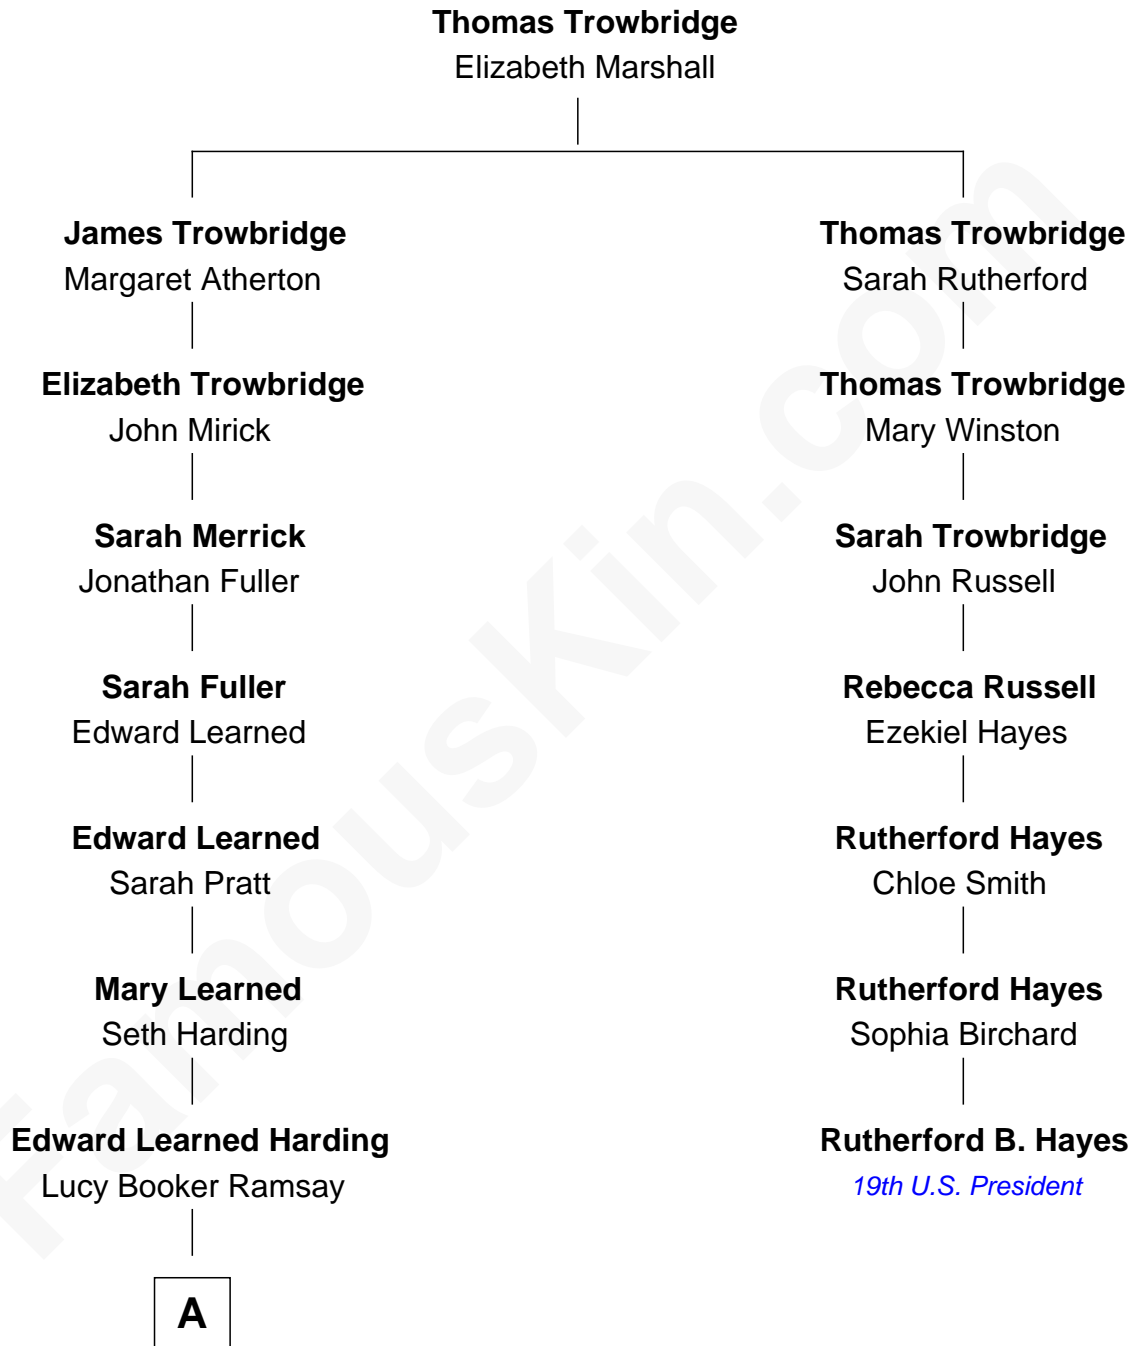 Thomas Trowbridge
Elizabeth Marshall
James Trowbridge
Margaret Atherton
Thomas Trowbridge
Sarah Rutherford
Elizabeth Trowbridge
John Mirick
Thomas Trowbridge
Mary Winston
Sarah Merrick
Jonathan Fuller
Sarah Trowbridge
John Russell
Sarah Fuller
Edward Learned
Rebecca Russell
Ezekiel Hayes
Edward Learned
Sarah Pratt
Rutherford Hayes
Chloe Smith
Mary Learned
Seth Harding
Rutherford Hayes
Sophia Birchard
Edward Learned Harding
Lucy Booker Ramsay
Rutherford B. Hayes
19th U.S. President
A
FamousKin.com